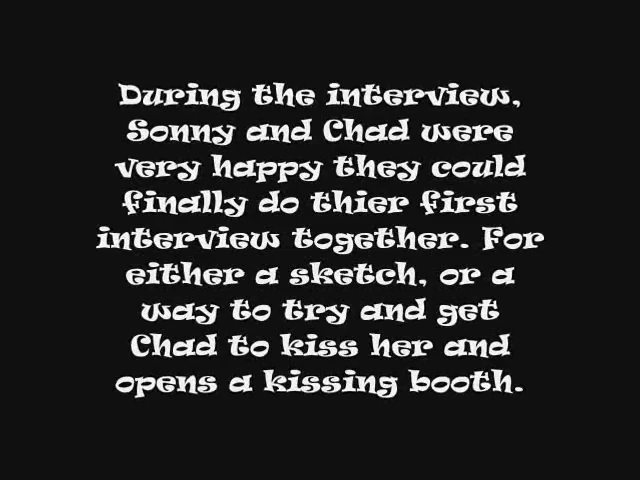 During the interview,
Sonny and Chad were
very happy they could
finally do thier first
interview together. For
either a sketch, or a
way to try and get
Chad to kiss her and
opens a kissing booth.